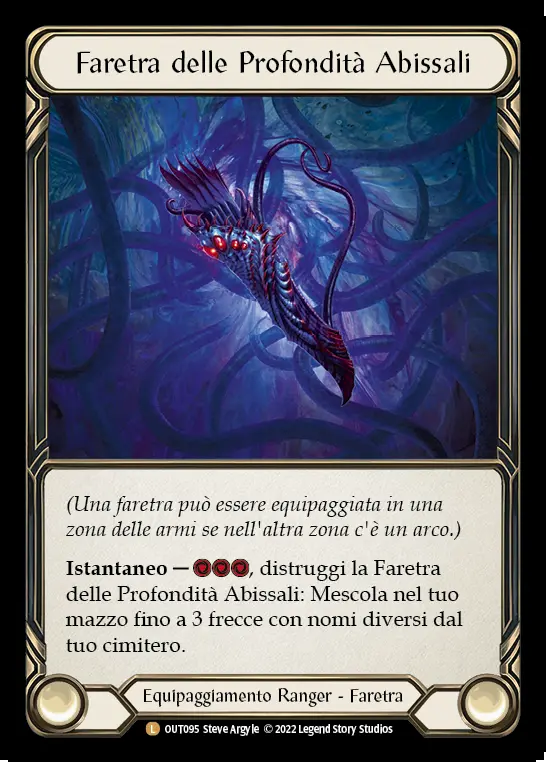 Faretra delle Profondità Abissali
(Una faretra può essere equipaggiata in una
zona delle armi se nell'altra zona c'è un arco.)
Istantaneo — , distruggi la Faretra
delle Profondità Abissali: Mescola nel tuo
mazzo fino a 3 frecce con nomi diversi dal
tuo cimitero.
Equipaggiamento Ranger - Faretra
L OUT095 Steve Argyle © 2022 Legend Story Studios